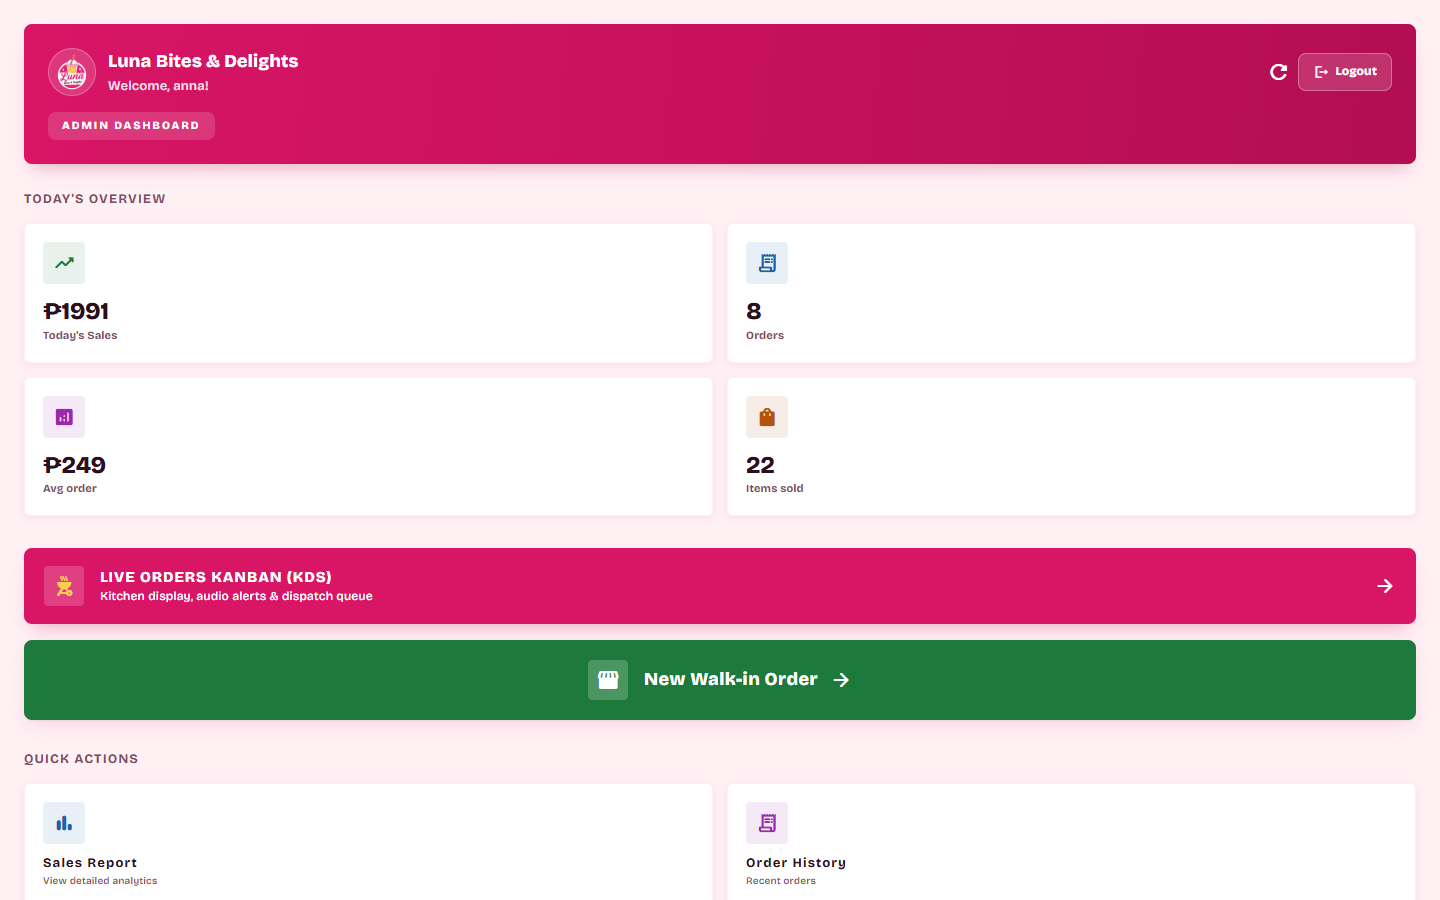 Luna
Luna Bites & Delights
Welcome, anna!
Logout
ADMIN DASHBOARD
TODAY'S OVERVIEW
₱1991
Today's Sales
8
Orders
₱249
Avg order
22
Items sold
LIVE ORDERS KANBAN (KDS)
Kitchen display, audio alerts & dispatch queue
New Walk-in Order
QUICK ACTIONS
Sales Report
View detailed analytics
Order History
Recent orders